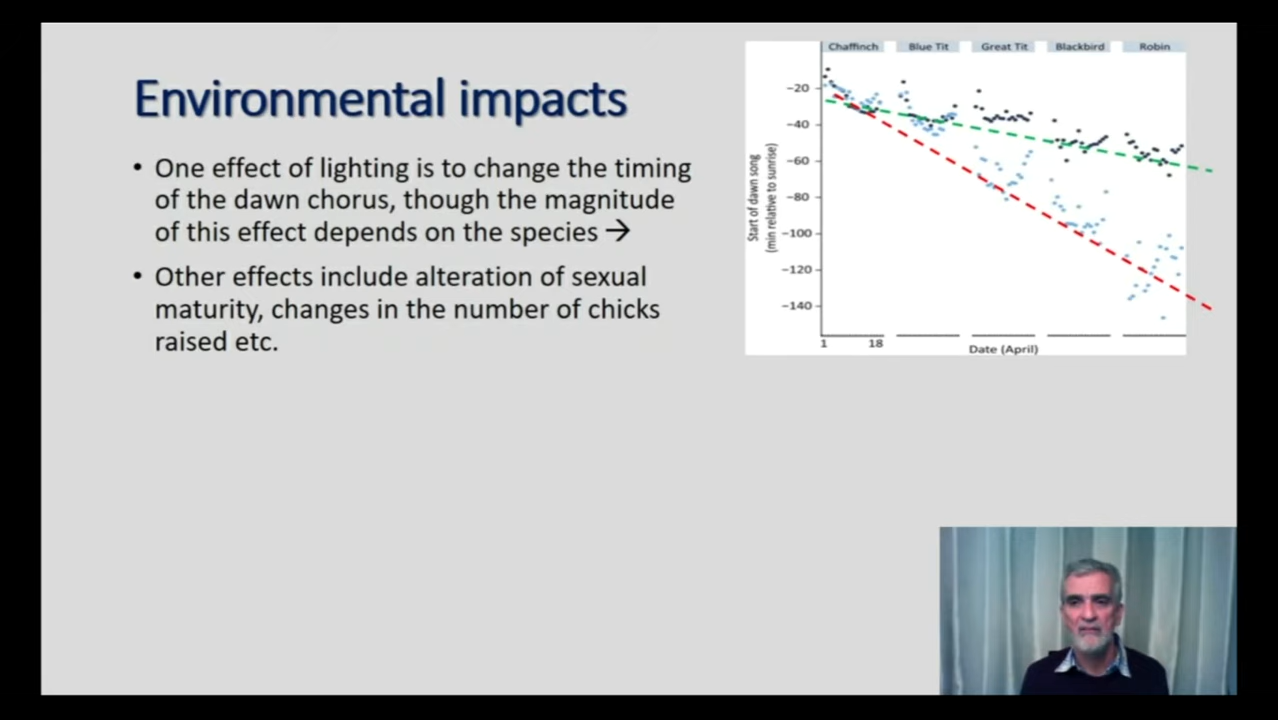 Environmental impacts
• One effect of lighting is to change the timing
of the dawn chorus, though the magnitude
of this effect depends on the species →
• Other effects include alteration of sexual
maturity, changes in the number of chicks
raised etc.
Chaffinch Blue Tit Great Tit Blackbird Robin
Start of dawn song
(min relative to sunrise)
−20
−40
−60
−80
−100
−120
−140
1 18
Date (April)